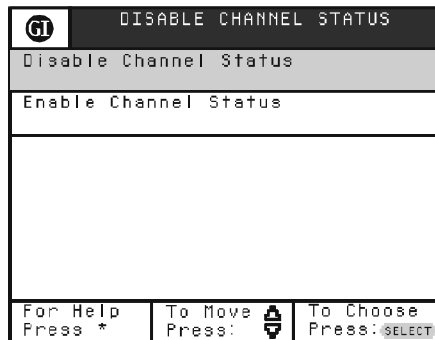 GI
DISABLE CHANNEL STATUS
Disable Channel Status
Enable Channel Status
For Help
Press *
To Move
Press:
To Choose
Press: SELECT